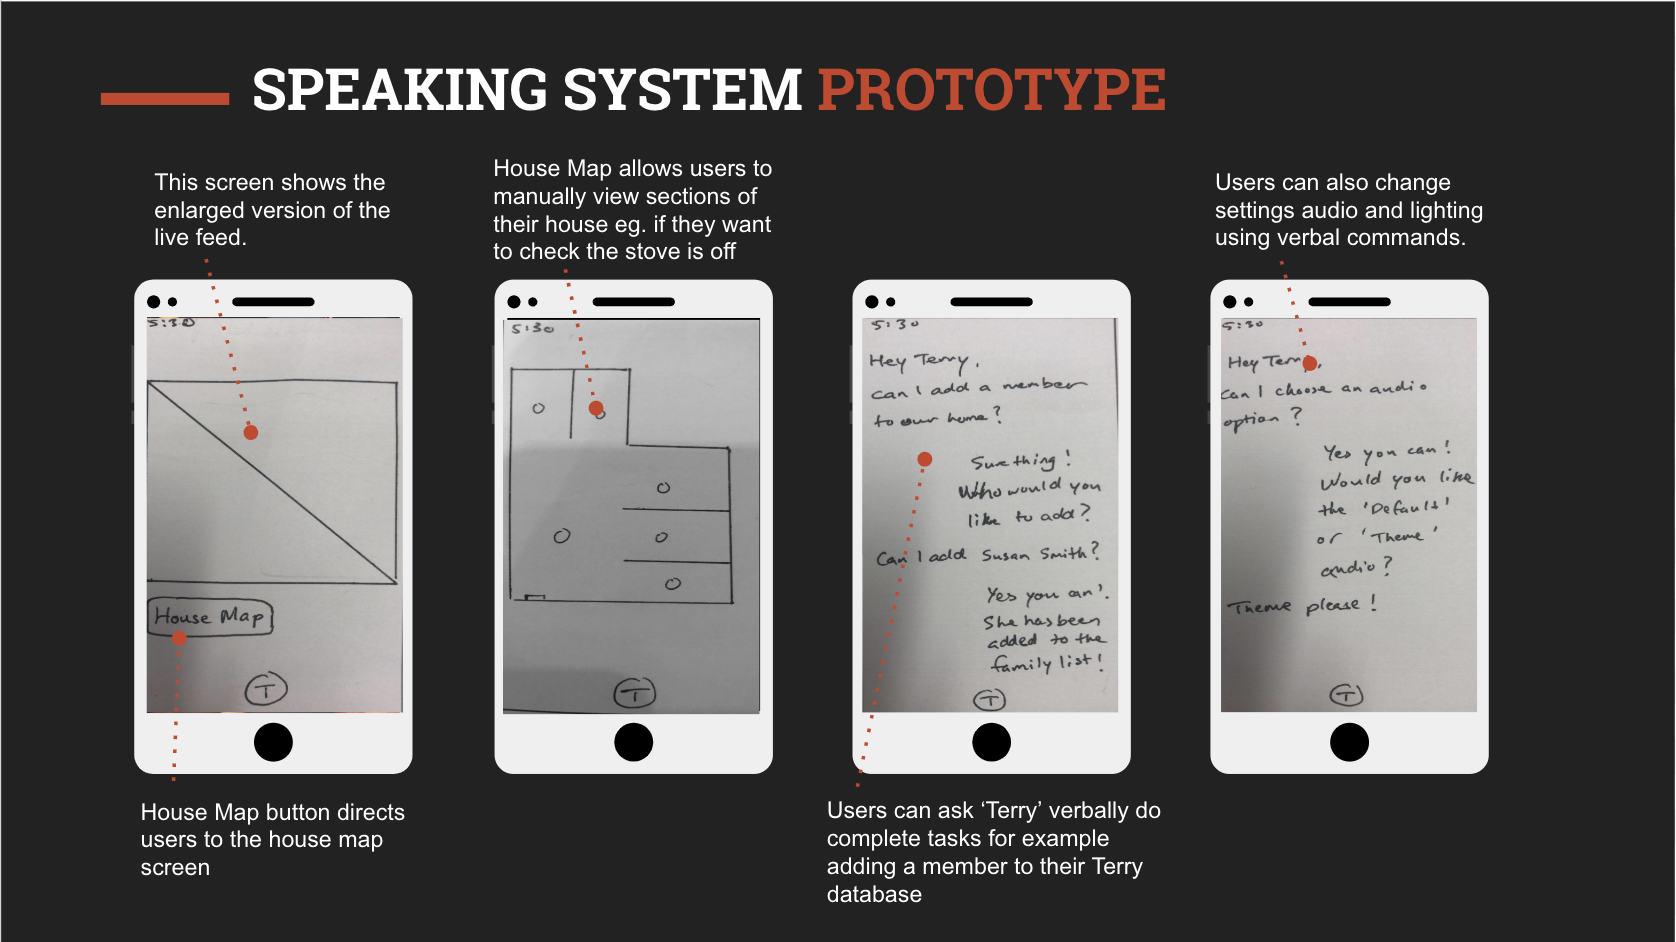 SPEAKING SYSTEM PROTOTYPE
This screen shows the
enlarged version of the
live feed.
5:30
House Map
T
House Map button directs
users to the house map
screen
House Map allows users to
manually view sections of
their house eg. if they want
to check the stove is off
5:30
T
5:30
Hey Terry,
Can I add a member
to our home?
Sure thing!
Who would you
like to add?
Can I add Susan Smith?
Yes you an!
She has been
added to the
family list!
T
Users can ask ‘Terry’ verbally do
complete tasks for example
adding a member to their Terry
database
Users can also change
settings audio and lighting
using verbal commands.
5:30
Hey Terry,
Can I choose an audio
option?
Yes you can!
Would you like
the 'Default'
or 'Theme'
audio?
Theme please!
T